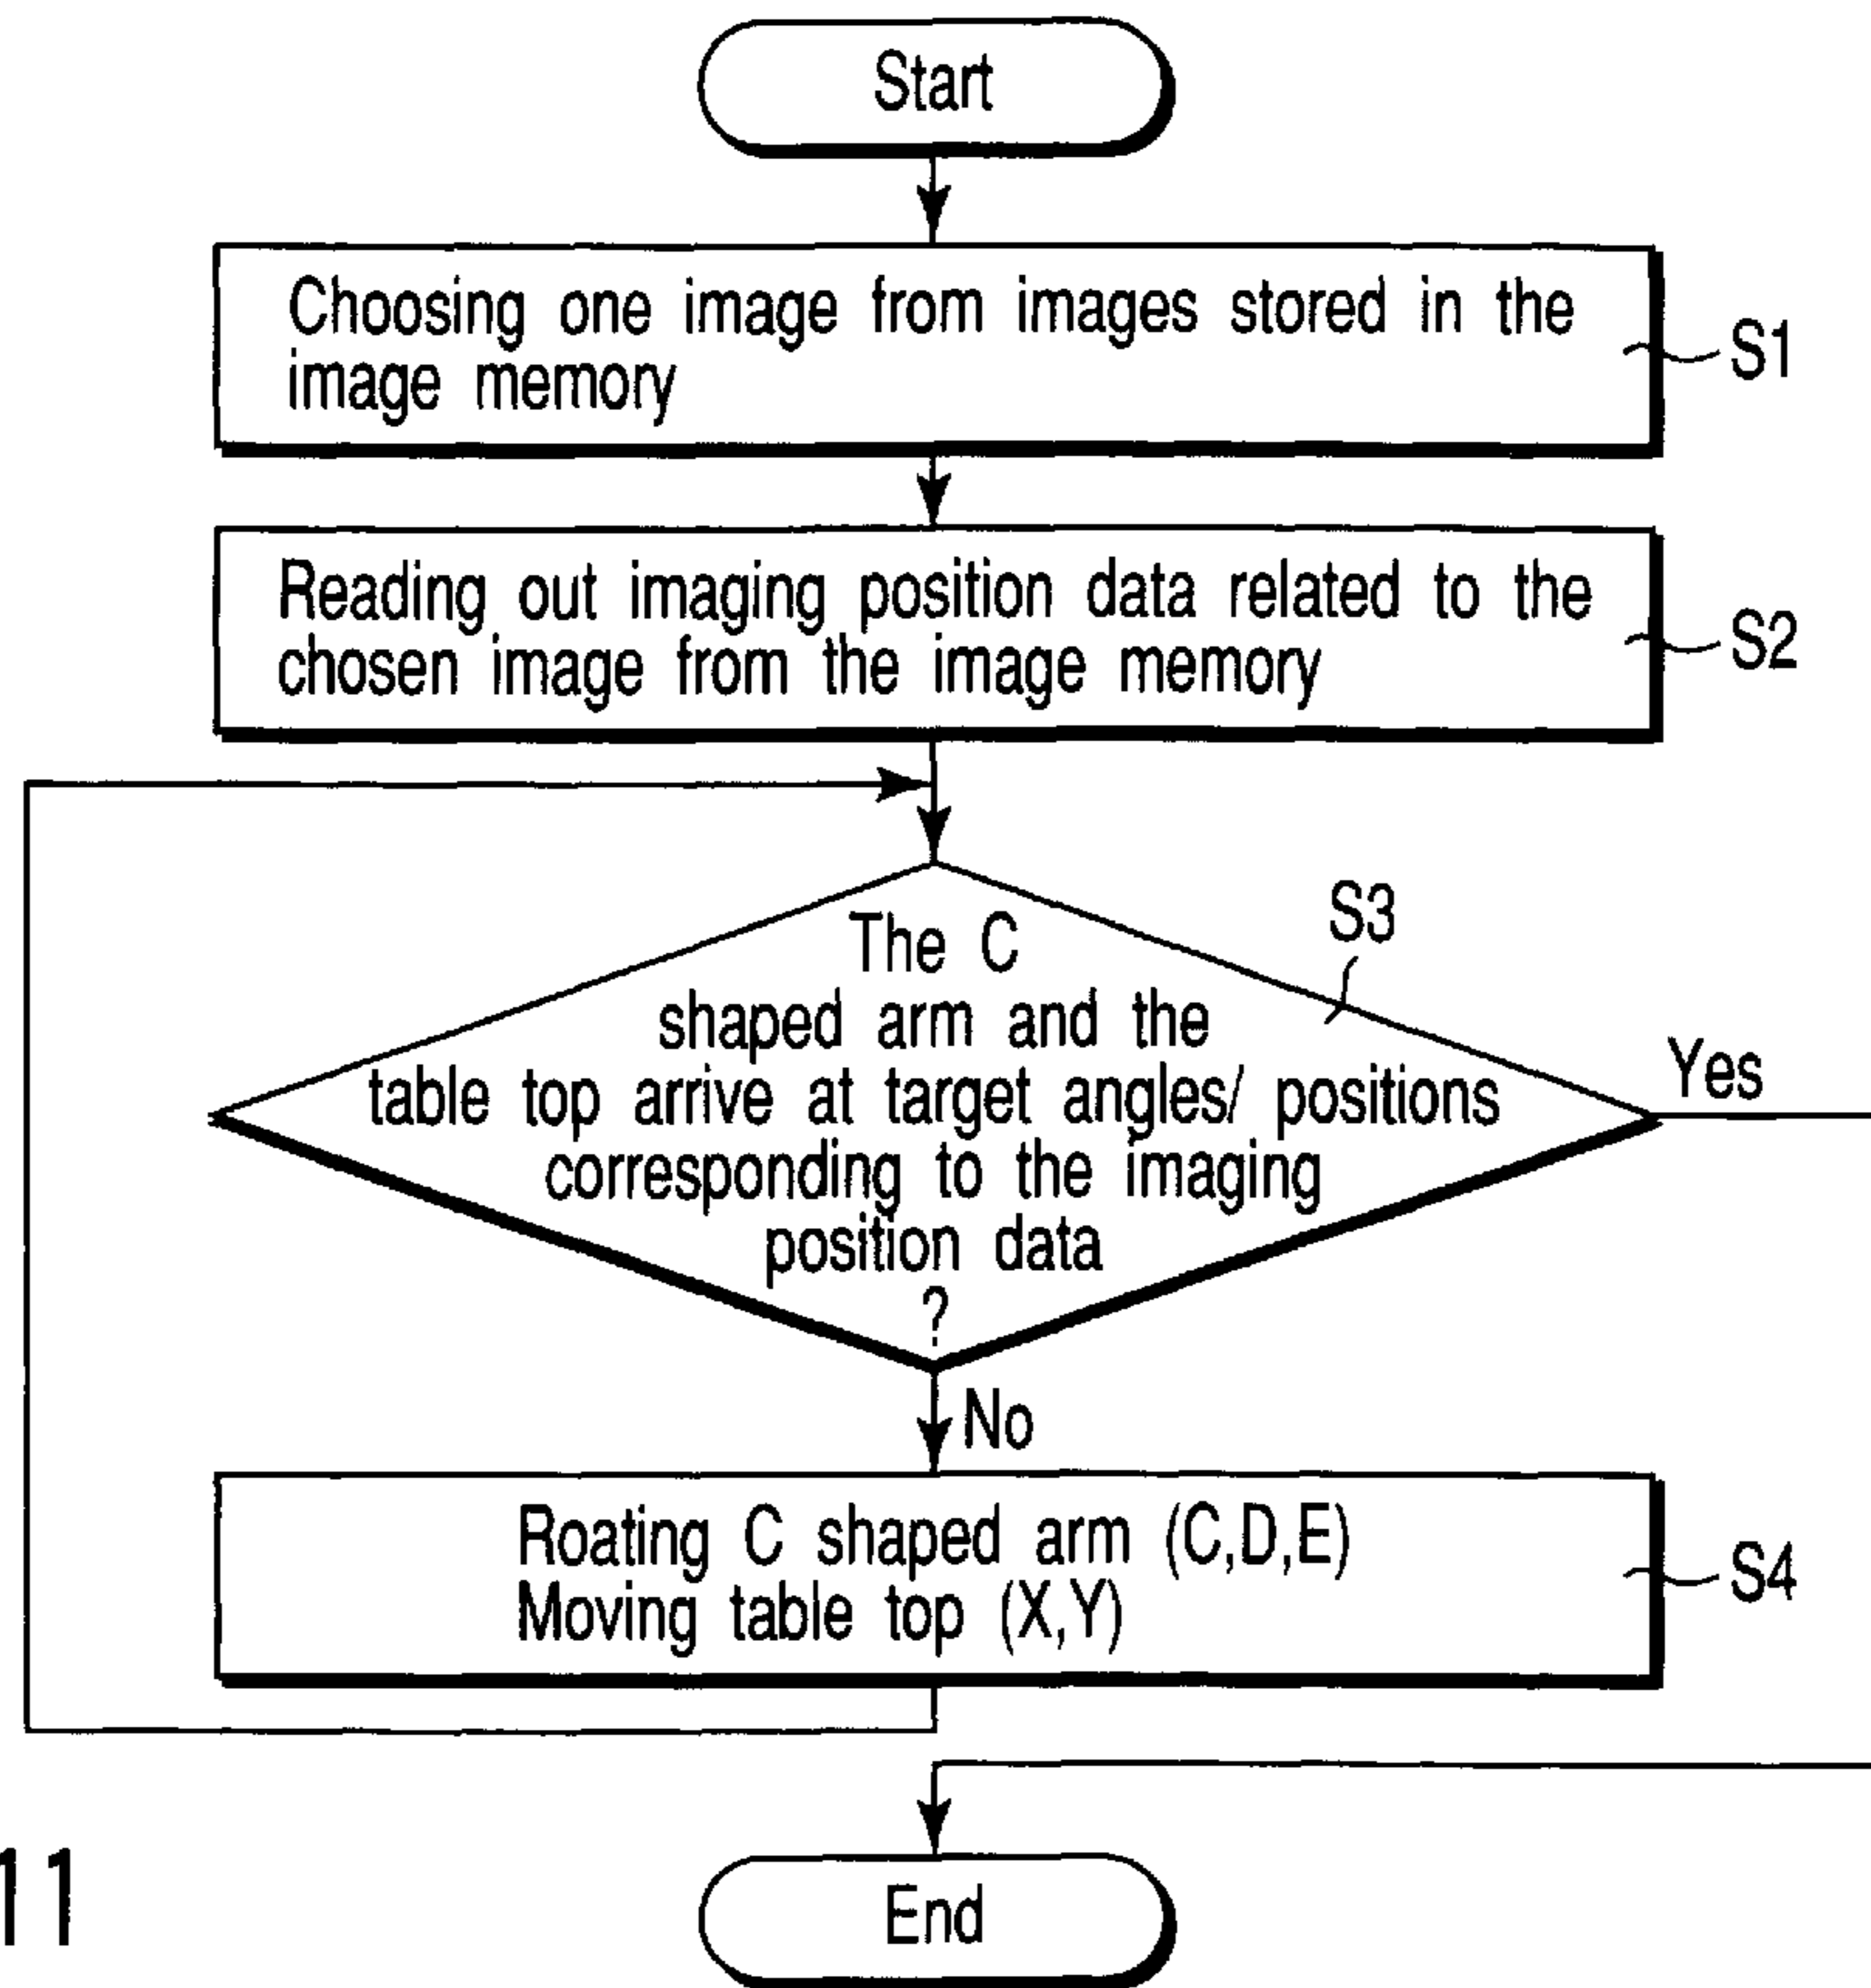 Start
Choosing one image from images stored in the
image memory
S1
Reading out imaging position data related to the
chosen image from the image memory
S2
The C
shaped arm and the
table top arrive at target angles/ positions
corresponding to the imaging
position data
?
S3
Yes
No
Roating C shaped arm (C,D,E)
Moving table top (X,Y)
S4
End
11